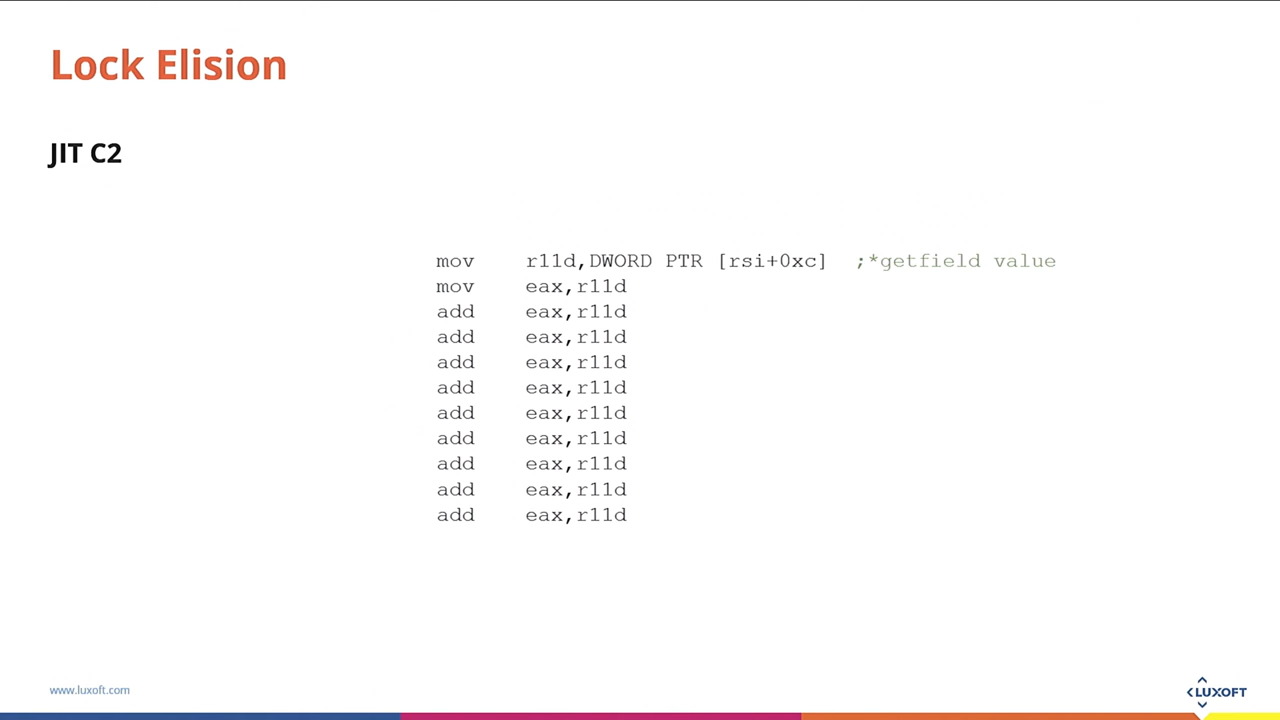 Lock Elision
JIT C2
mov r11d,DWORD PTR [rsi+0xc] ;*getfield value
mov eax,r11d
add eax,r11d
add eax,r11d
add eax,r11d
add eax,r11d
add eax,r11d
add eax,r11d
add eax,r11d
add eax,r11d
add eax,r11d
www.luxoft.com
LUXOFT